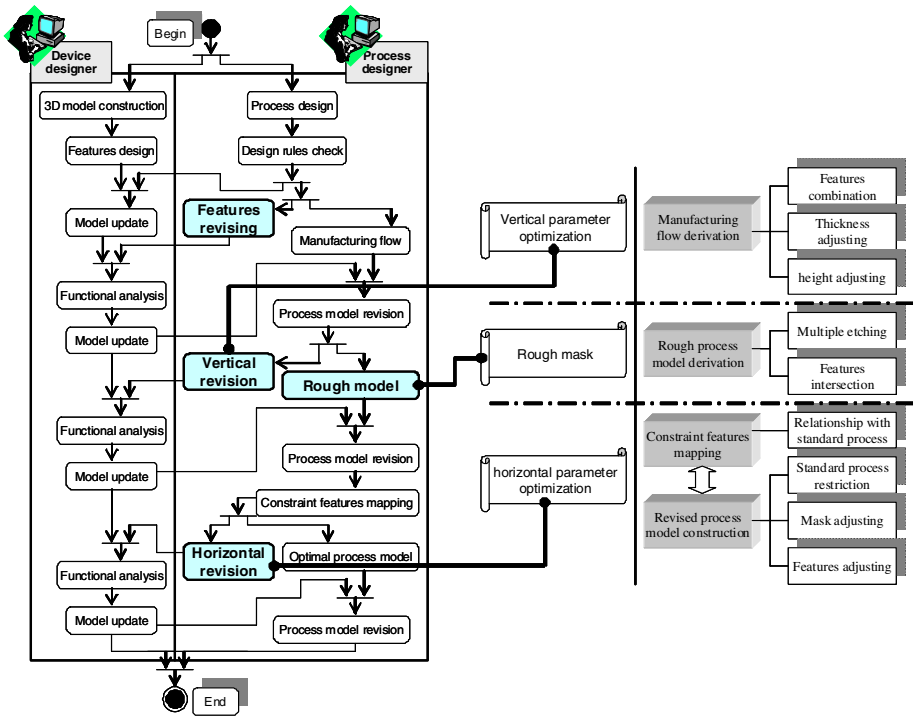 Begin
Device
designer
Process
designer
3D model construction
Features design
Model update
Functional analysis
Model update
Functional analysis
Model update
Functional analysis
Model update
Process design
Design rules check
Features
revising
Manufacturing flow
Process model revision
Vertical
revision
Rough model
Process model revision
Constraint features mapping
Horizontal
revision
Optimal process model
Process model revision
End
Vertical parameter
optimization
Rough mask
horizontal parameter
optimization
Manufacturing
flow derivation
Features
combination
Thickness
adjusting
height adjusting
Rough process
model derivation
Multiple etching
Features
intersection
Constraint features
mapping
Relationship with
standard process
Revised process
model construction
Standard process
restriction
Mask adjusting
Features adjusting